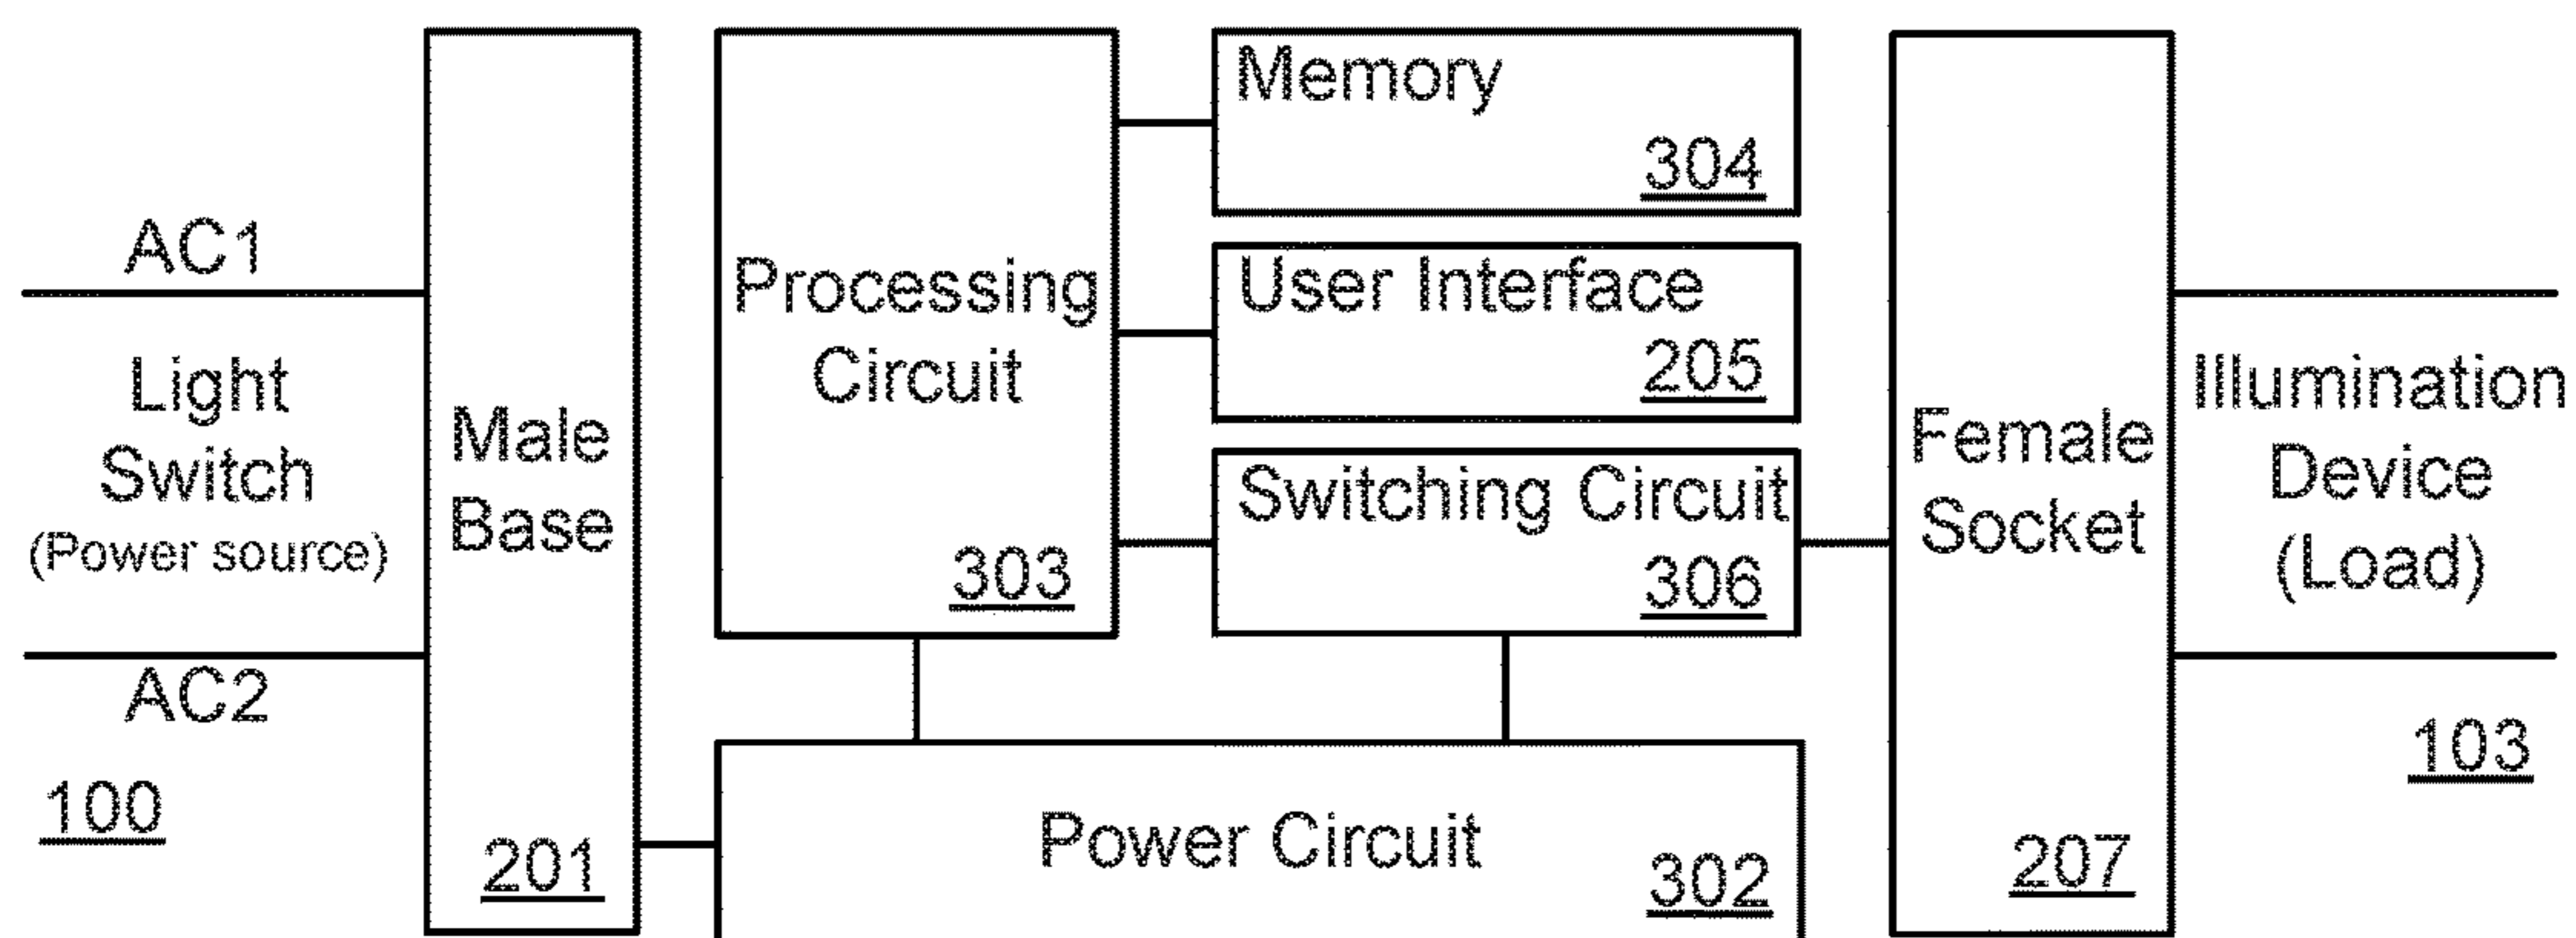 AC1
Light
Switch
(Power source)
AC2
100
Male
Base
201
Processing
Circuit
303
Memory
304
User Interface
205
Switching Circuit
306
Power Circuit
302
Female
Socket
207
Illumination
Device
(Load)
103